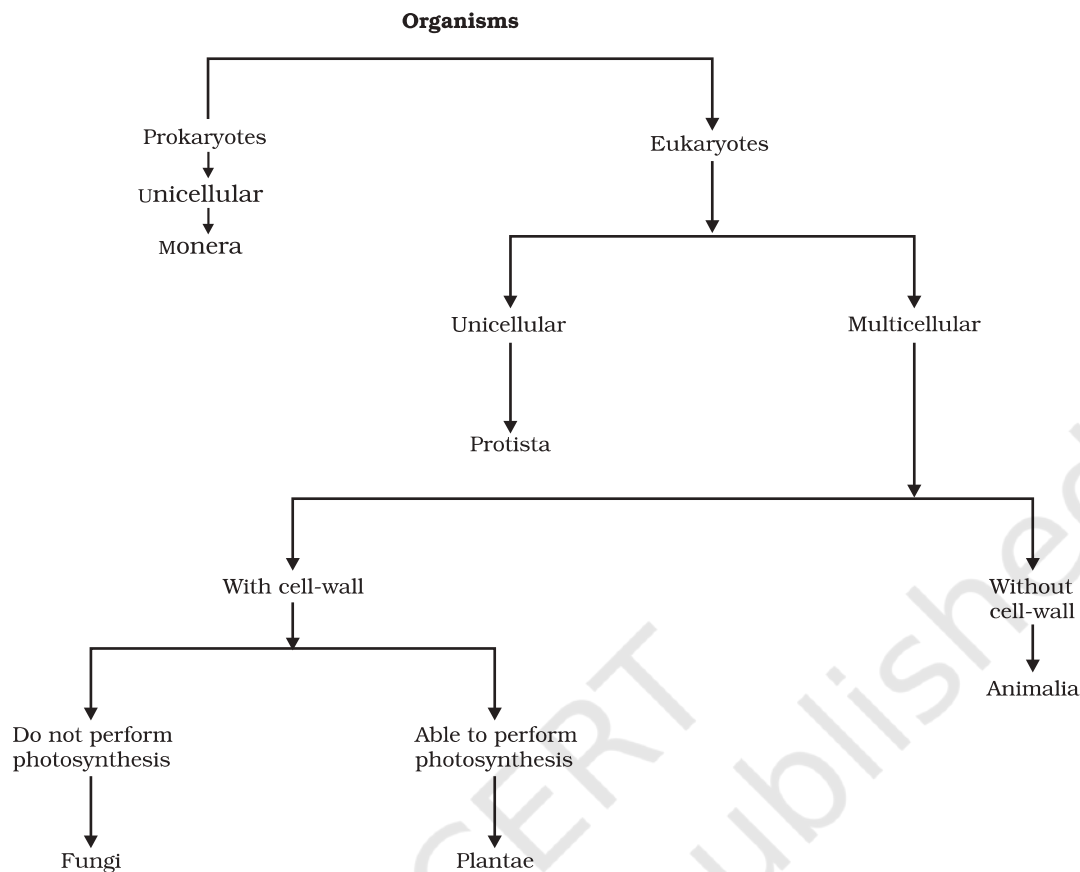 Organisms
Prokaryotes
Eukaryotes
Unicellular
Monera
Unicellular
Multicellular
Protista
With cell-wall
Without
cell-wall
Animalia
Do not perform
photosynthesis
Able to perform
photosynthesis
Fungi
Plantae